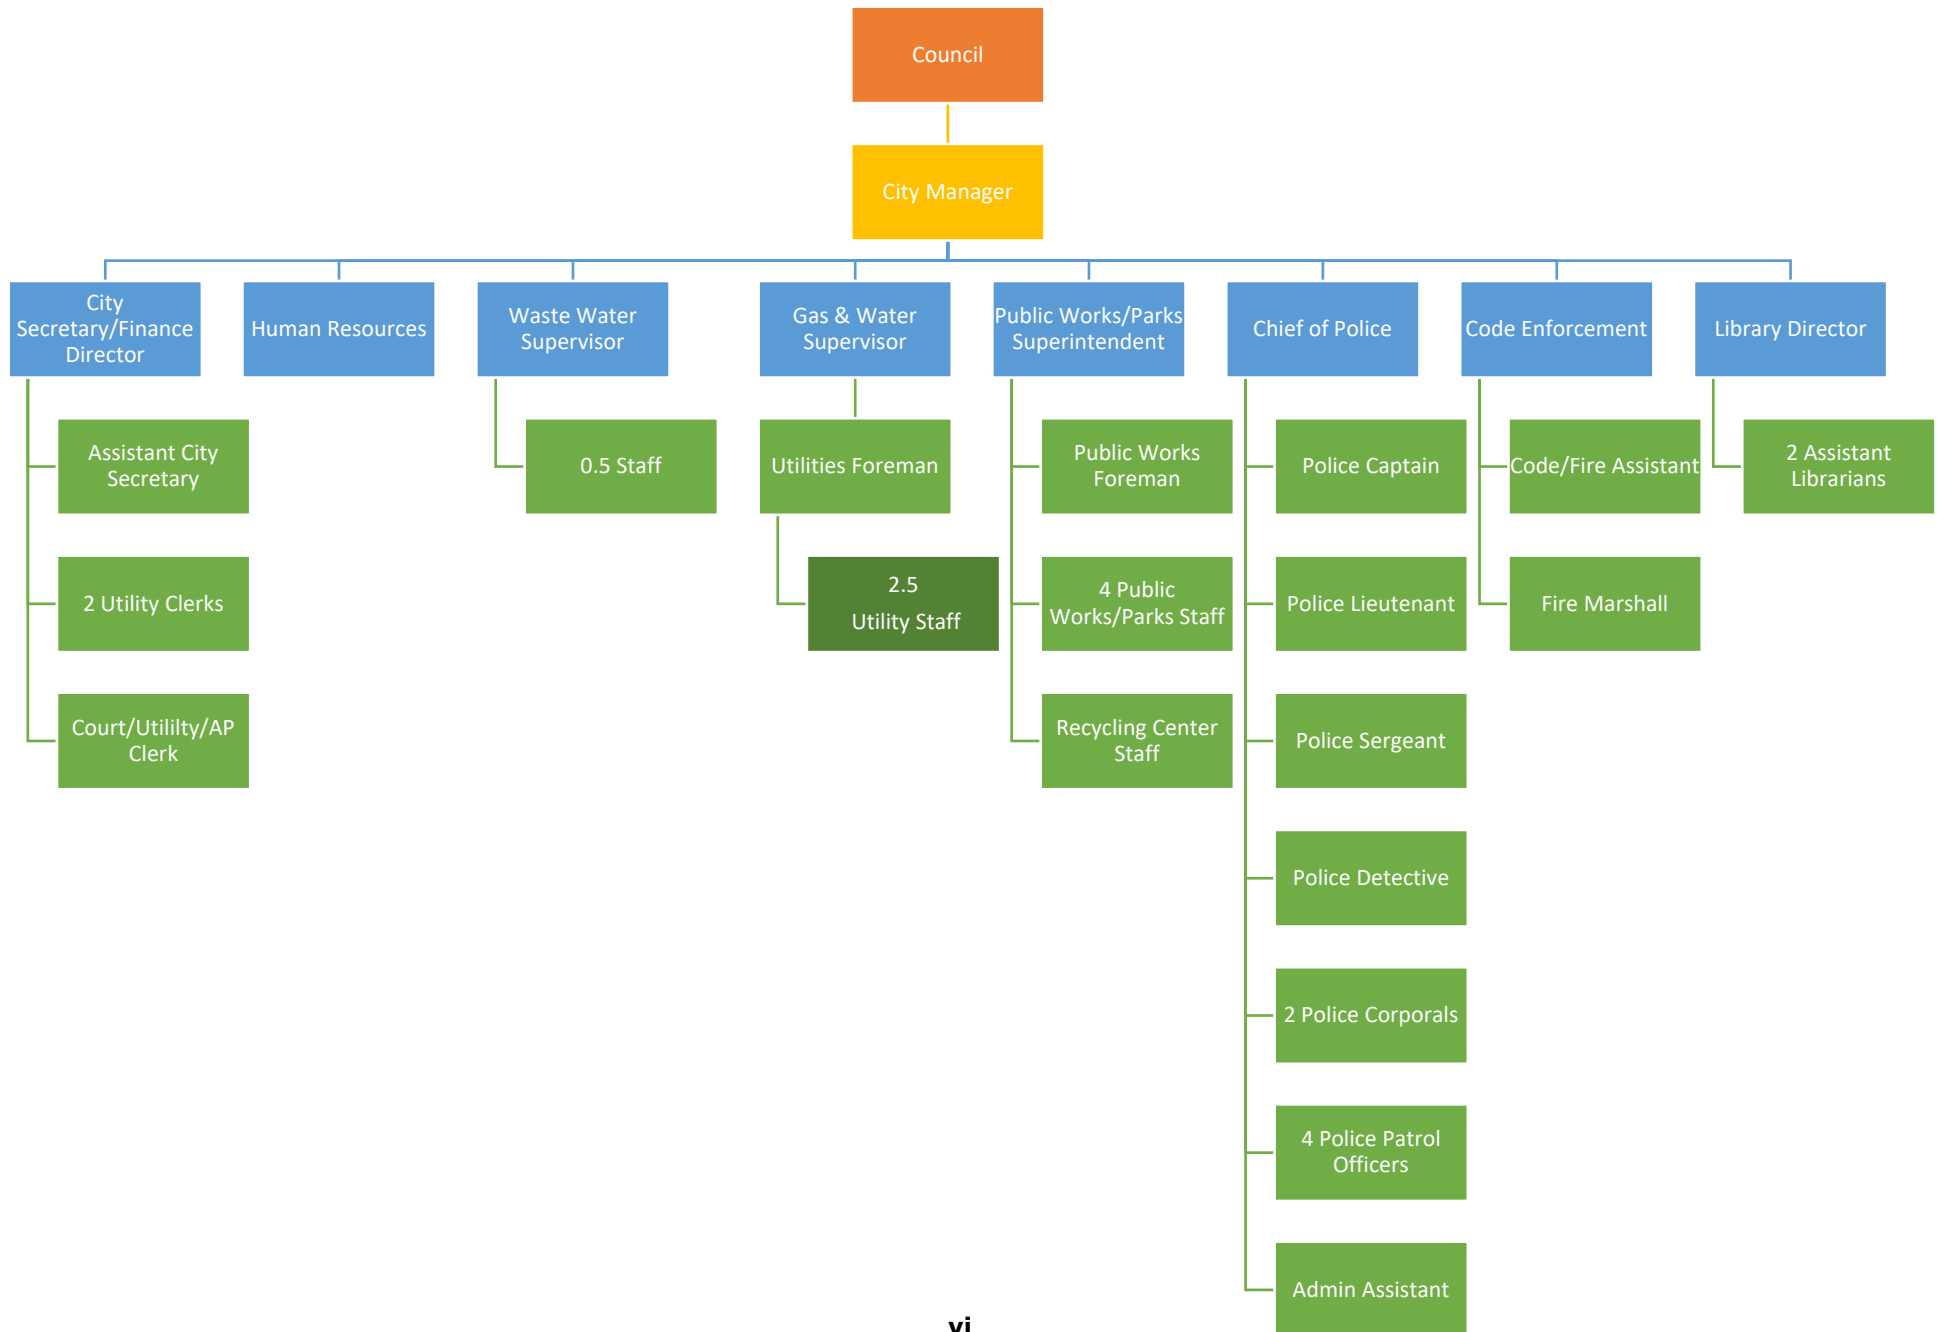 Council
City Manager
City
Secretary/Finance
Director
Human Resources
Waste Water
Supervisor
Gas & Water
Supervisor
Public Works/Parks
Superintendent
Chief of Police
Code Enforcement
Library Director
Assistant City
Secretary
2 Utility Clerks
Court/Utililty/AP
Clerk
0.5 Staff
Utilities Foreman
2.5
Utility Staff
Public Works
Foreman
4 Public
Works/Parks Staff
Recycling Center
Staff
Police Captain
Police Lieutenant
Police Sergeant
Police Detective
2 Police Corporals
4 Police Patrol
Officers
Admin Assistant
Code/Fire Assistant
Fire Marshall
2 Assistant
Librarians
vi